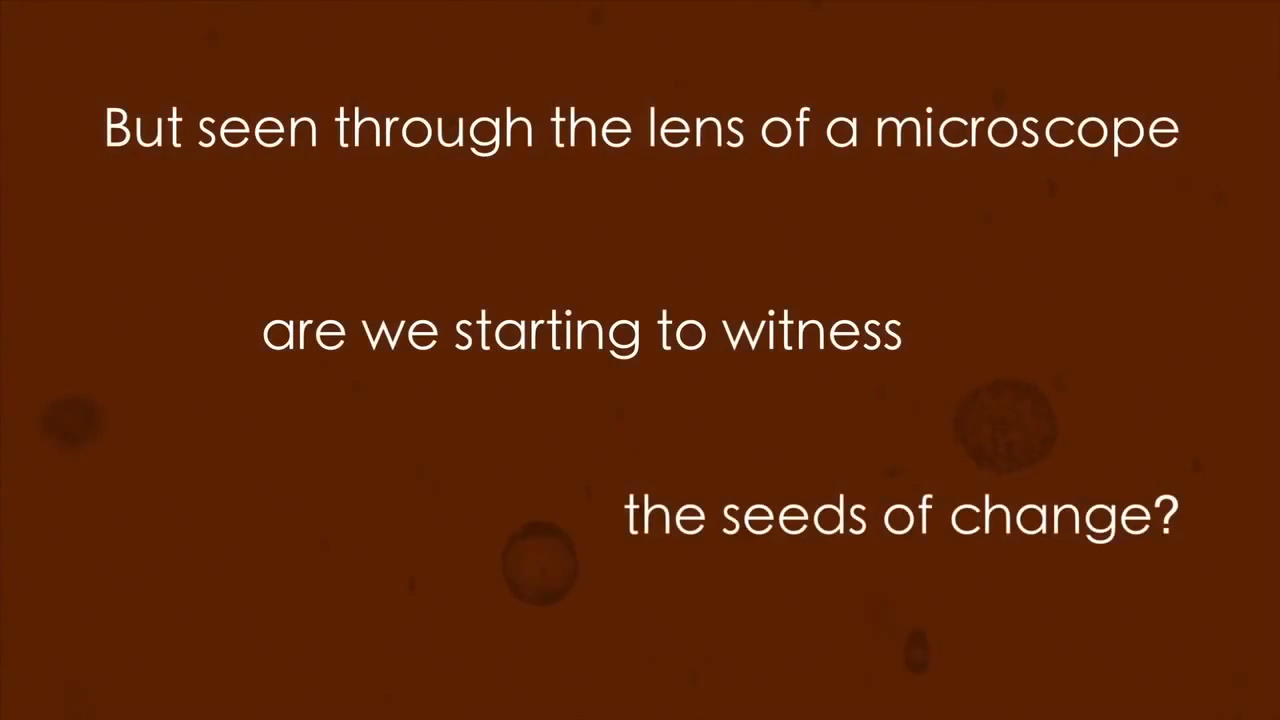 But seen through the lens of a microscope
are we starting to witness
the seeds of change?